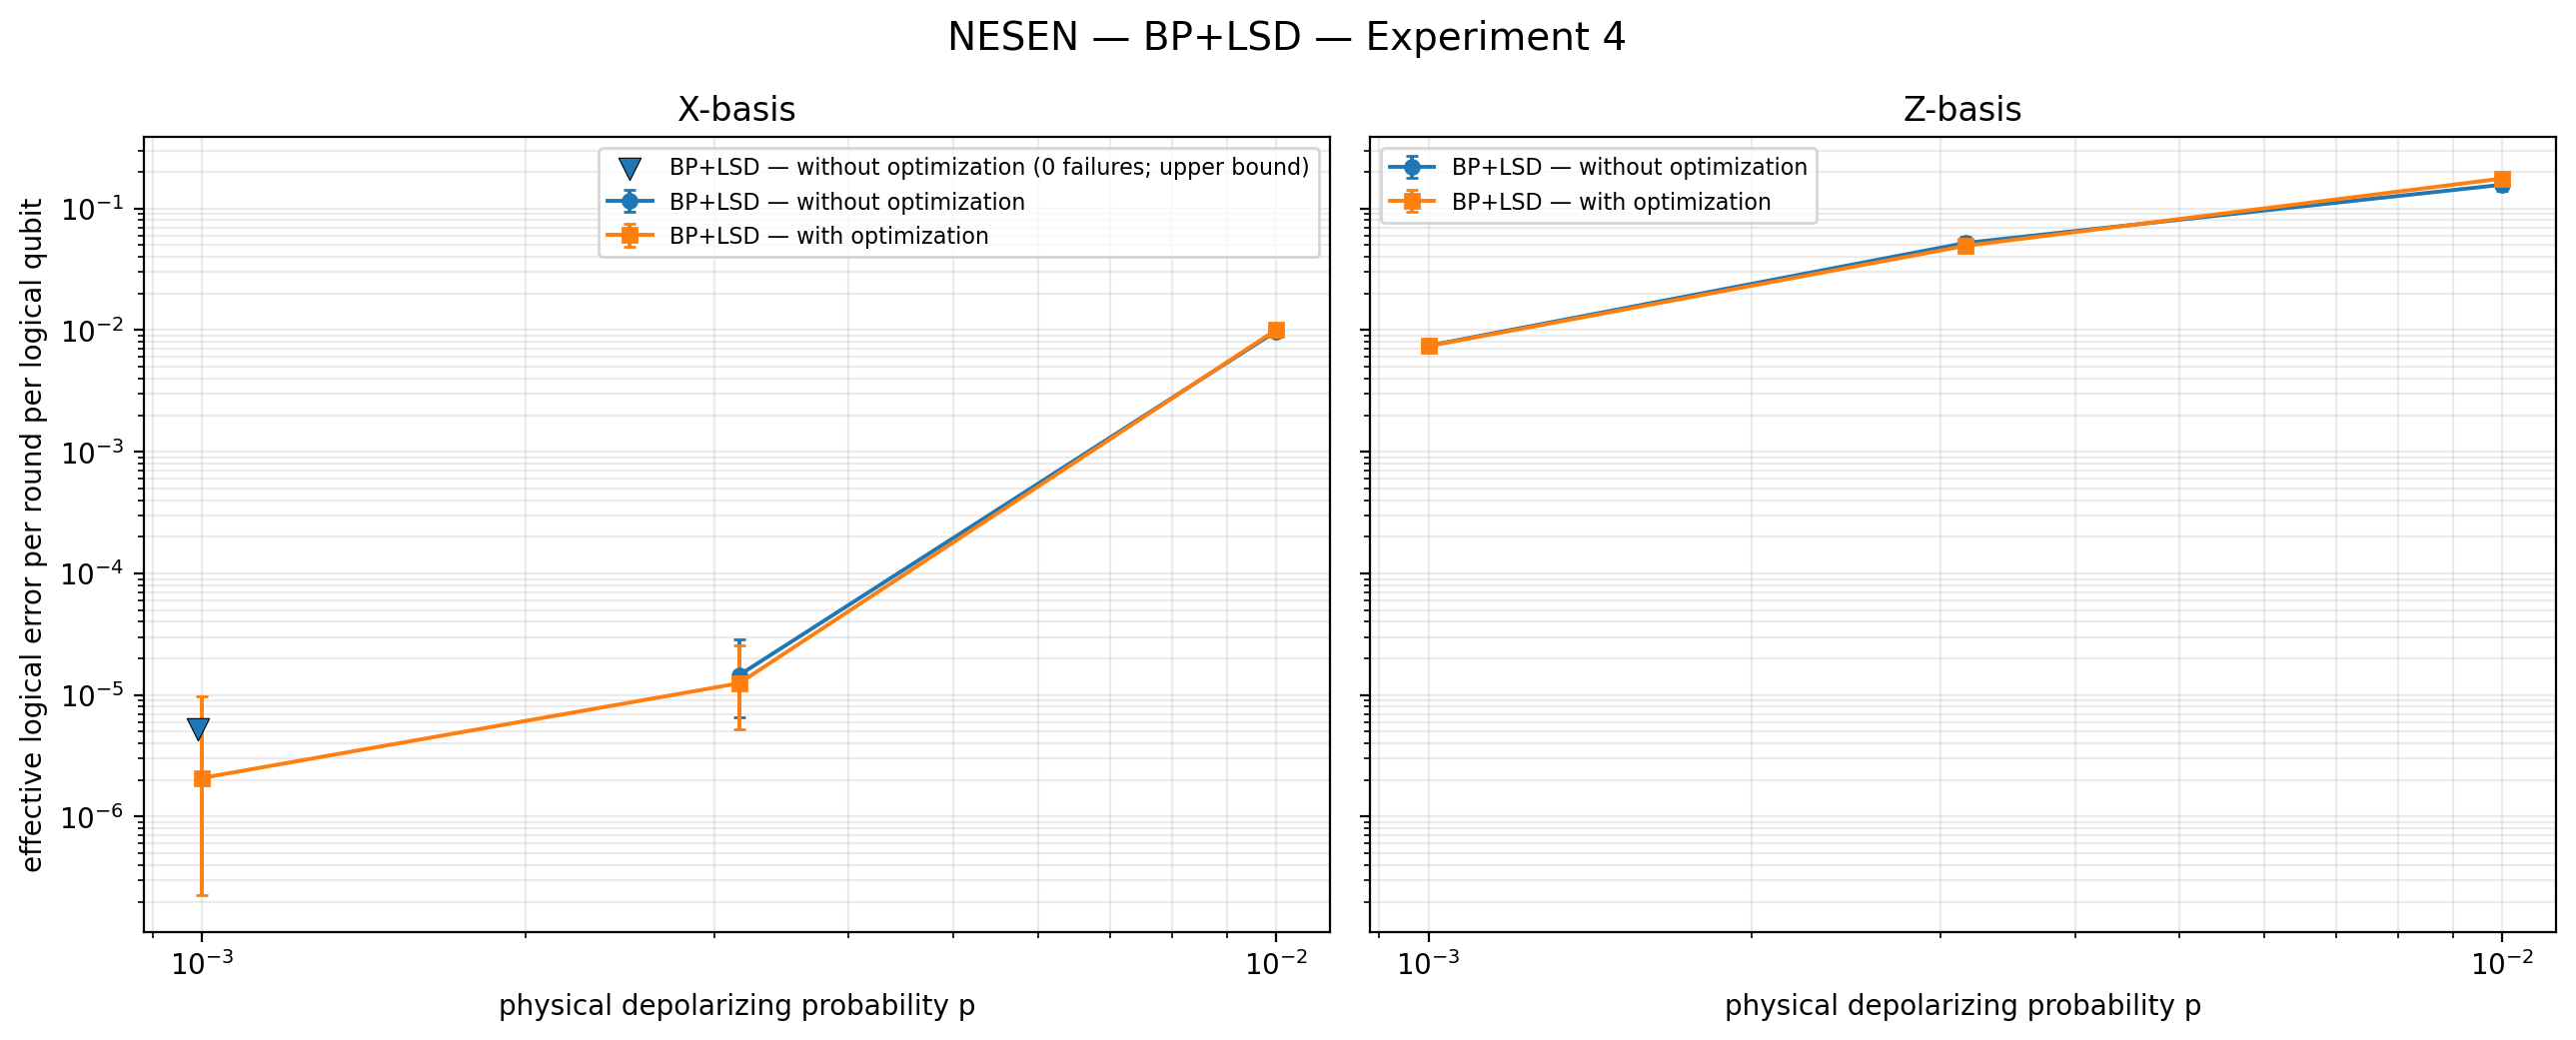 NESEN — BP+LSD — Experiment 4
X-basis
BP+LSD — without optimization (0 failures; upper bound)
BP+LSD — without optimization
BP+LSD — with optimization
effective logical error per round per logical qubit
10⁻¹
10⁻²
10⁻³
10⁻⁴
10⁻⁵
10⁻⁶
10⁻³
10⁻²
physical depolarizing probability p
Z-basis
BP+LSD — without optimization
BP+LSD — with optimization
10⁻³
10⁻²
physical depolarizing probability p